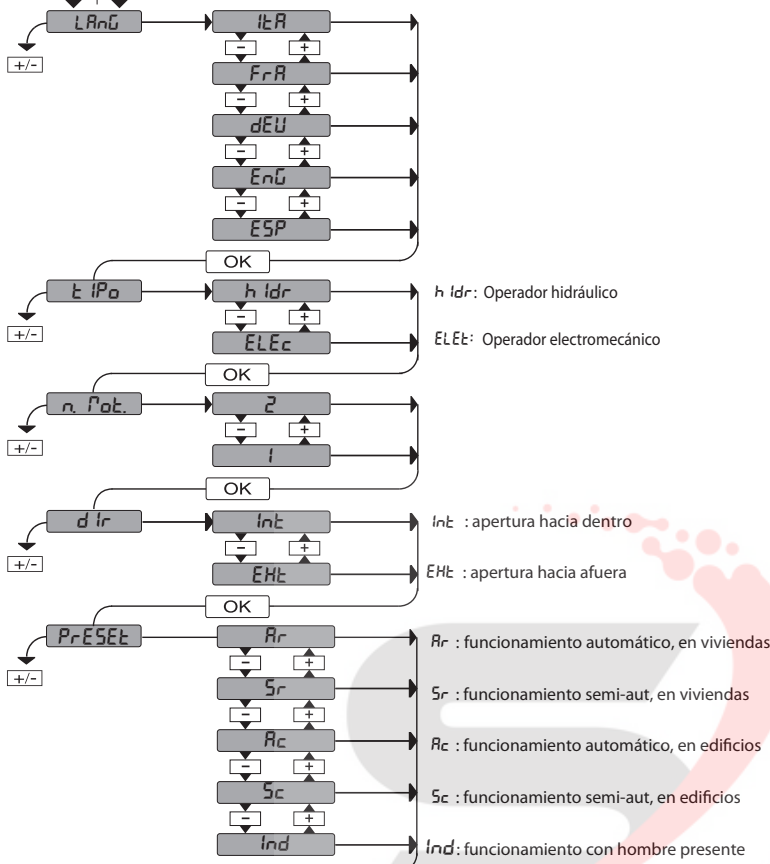 LAnG ItA
- +
+/-
FrA
- +
dEU
- +
EnG
- +
ESP
OK
tIPo hIdr hIdr: Operador hidráulico
- +
+/-
ELEc ELEt: Operador electromecánico
OK
n. Mot. 2
- +
+/-
1
OK
dIr Int Int : apertura hacia dentro
- +
+/-
EHt EHt : apertura hacia afuera
OK
PrESEt Ar Ar : funcionamiento automático, en viviendas
- +
+/-
Sr Sr : funcionamiento semi-aut, en viviendas
- +
Ac Ac : funcionamiento automático, en edificios
- +
Sc Sc : funcionamiento semi-aut, en edificios
- +
Ind Ind: funcionamiento con hombre presente